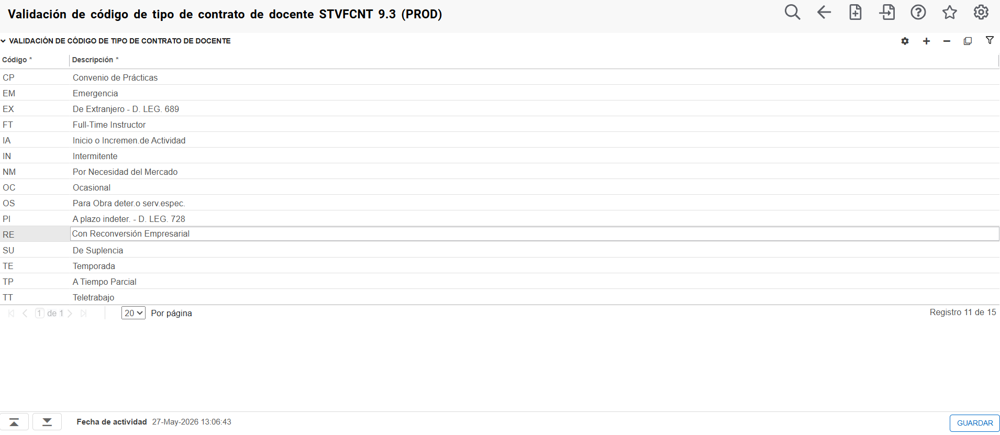 Validación de código de tipo de contrato de docente STVFCNT 9.3 (PROD)
VALIDACIÓN DE CÓDIGO DE TIPO DE CONTRATO DE DOCENTE
Código * Descripción *
CP Convenio de Prácticas
EM Emergencia
EX De Extranjero - D. LEG. 689
FT Full-Time Instructor
IA Inicio o Incremen.de Actividad
IN Intermitente
NM Por Necesidad del Mercado
OC Ocasional
OS Para Obra deter.o serv.espec.
PI A plazo indeter. - D. LEG. 728
RE Con Reconversión Empresarial
SU De Suplencia
TE Temporada
TP A Tiempo Parcial
TT Teletrabajo
1 de 1 20 Por página Registro 11 de 15
Fecha de actividad 27-May-2026 13:06:43 GUARDAR